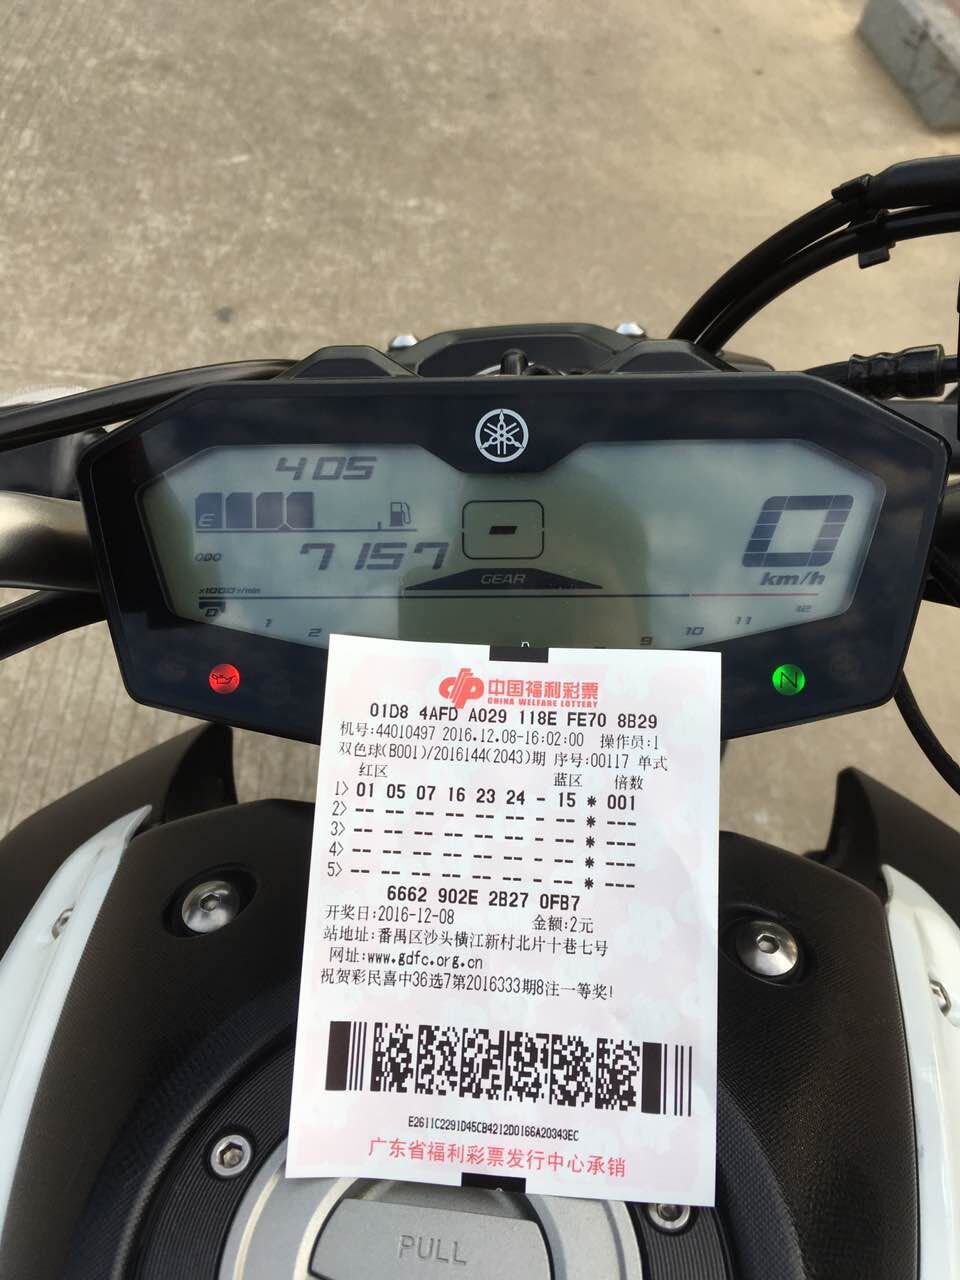 4:05
E
ODO
7157
GEAR
0
km/h
x1000 r/min
0
1
2
9
10
11
12
N
中国福利彩票
CHINA WELFARE LOTTERY
01D8 4AFD A029 118E FE70 8B29
机号:44010497 2016.12.08-16:02:00 操作员:1
双色球(B001)/2016144(2043)期 序号:00117 单式
红区 蓝区 倍数
1> 01 05 07 16 23 24 - 15 * 001
2> -- -- -- -- -- -- - -- * ---
3> -- -- -- -- -- -- - -- * ---
4> -- -- -- -- -- -- - -- * ---
5> -- -- -- -- -- -- - -- * ---
6662 902E 2B27 0FB7
开奖日:2016-12-08 金额:2元
站地址:番禺区沙头横江新村北片十巷七号
网址:www.gdfc.org.cn
祝贺彩民喜中36选7第2016333期8注一等奖!
E2611C2291D45CB4212D0166A20343EC
广东省福利彩票发行中心承销
PULL